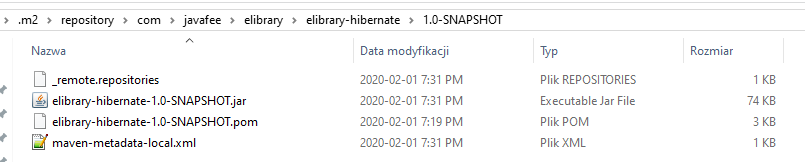 .m2 > repository > com > javafee > elibrary > elibrary-hibernate > 1.0-SNAPSHOT
Nazwa Data modyfikacji Typ Rozmiar
_remote.repositories 2020-02-01 7:31 PM Plik REPOSITORIES 1 KB
elibrary-hibernate-1.0-SNAPSHOT.jar 2020-02-01 7:31 PM Executable Jar File 74 KB
elibrary-hibernate-1.0-SNAPSHOT.pom 2020-02-01 7:19 PM Plik POM 3 KB
maven-metadata-local.xml 2020-02-01 7:31 PM Plik XML 1 KB